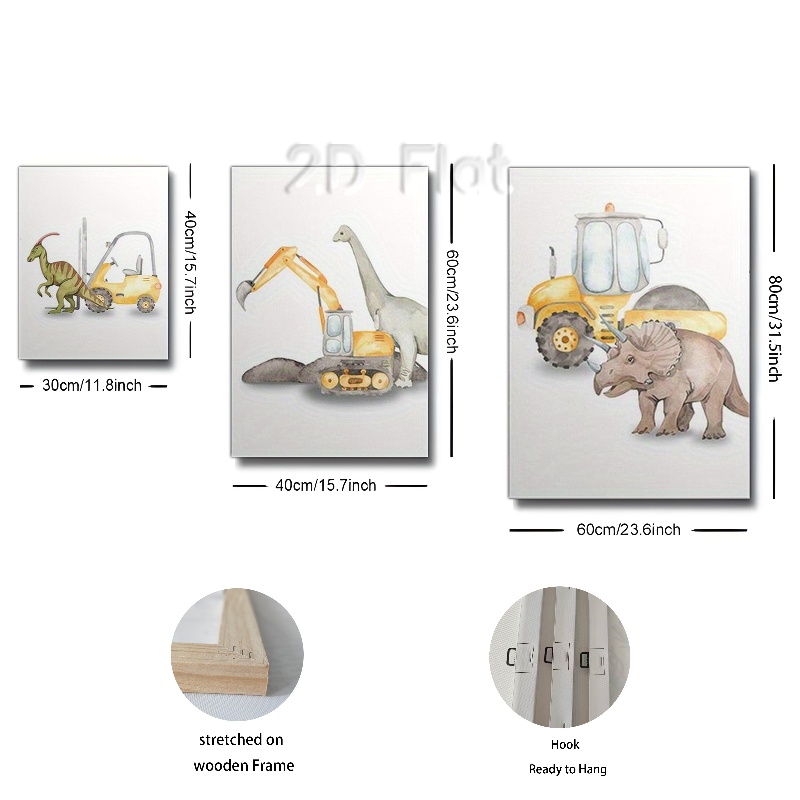 2D Flat
40cm/15.7inch
60cm/23.6inch
80cm/31.5inch
30cm/11.8inch
40cm/15.7inch
60cm/23.6inch
stretched on
wooden Frame
Hook
Ready to Hang